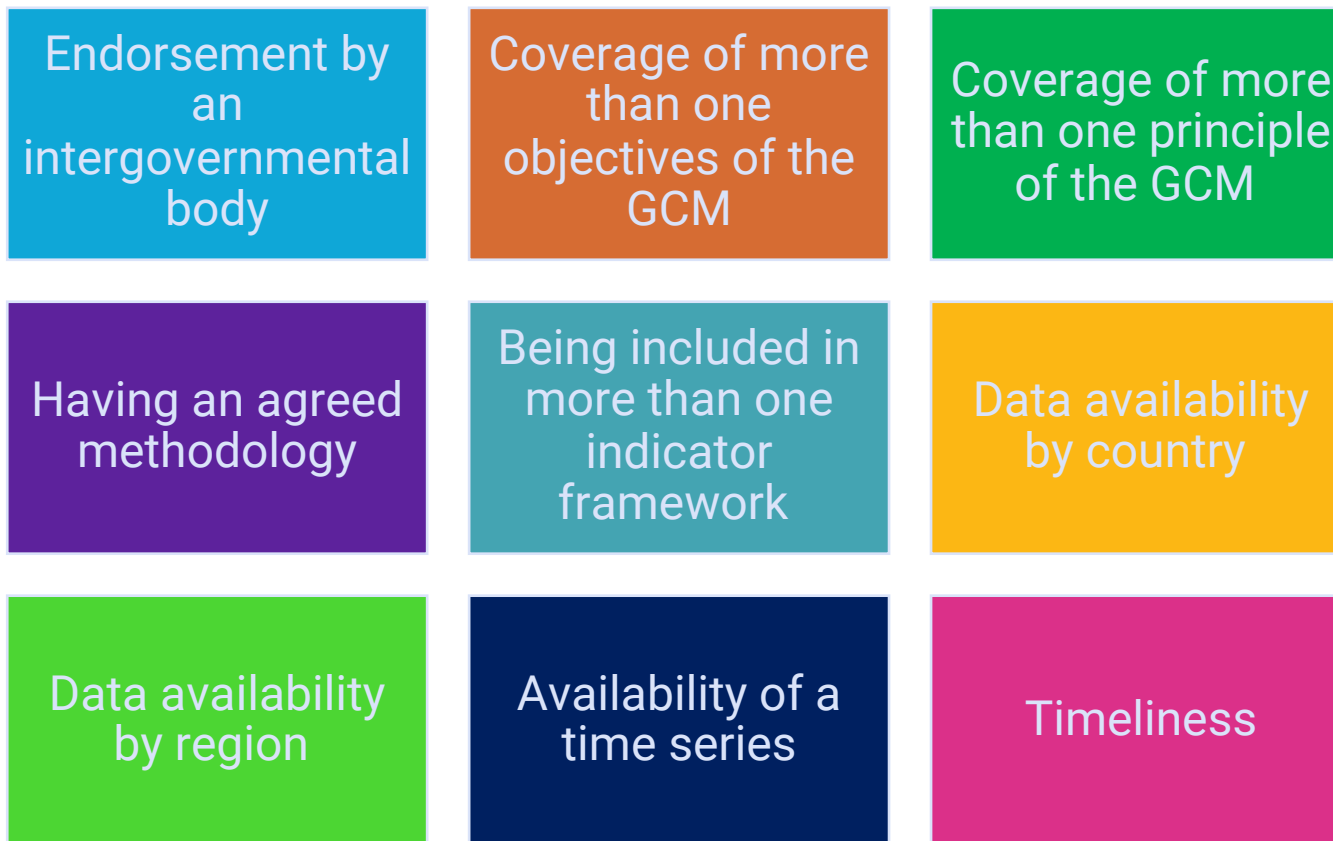 Endorsement by
an
intergovernmental
body
Coverage of more
than one
objectives of the
GCM
Coverage of more
than one principle
of the GCM
Having an agreed
methodology
Being included in
more than one
indicator
framework
Data availability
by country
Data availability
by region
Availability of a
time series
Timeliness